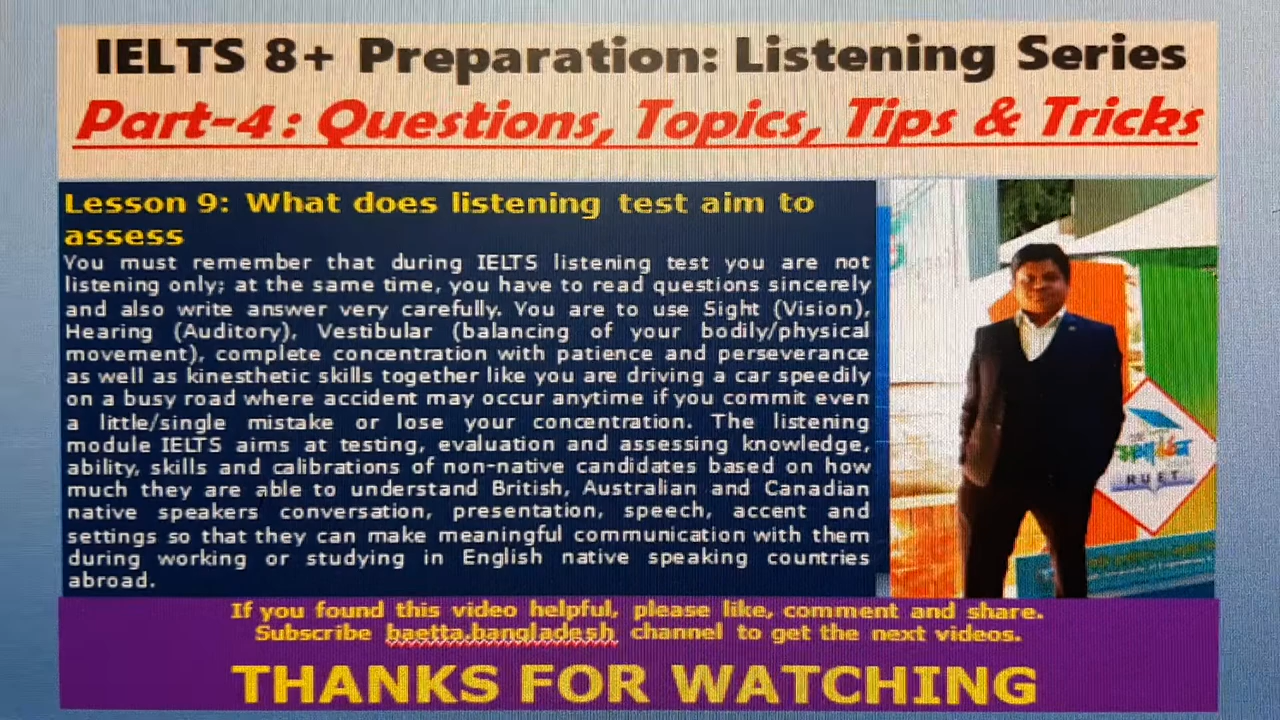 IELTS 8+ Preparation: Listening Series
Part-4: Questions, Topics, Tips & Tricks
Lesson 9: What does listening test aim to
assess
You must remember that during IELTS listening test you are not
listening only; at the same time, you have to read questions sincerely
and also write answer very carefully. You are to use Sight (Vision),
Hearing (Auditory), Vestibular (balancing of your bodily/physical
movement), complete concentration with patience and perseverance
as well as kinesthetic skills together like you are driving a car speedily
on a busy road where accident may occur anytime if you commit even
a little/single mistake or lose your concentration. The listening
module IELTS aims at testing, evaluation and assessing knowledge,
ability, skills and calibrations of non-native candidates based on how
much they are able to understand British, Australian and Canadian
native speakers conversation, presentation, speech, accent and
settings so that they can make meaningful communication with them
during working or studying in English native speaking countries
abroad.
RUET
If you found this video helpful, please like, comment and share.
Subscribe baetta.bangladesh channel to get the next videos.
THANKS FOR WATCHING